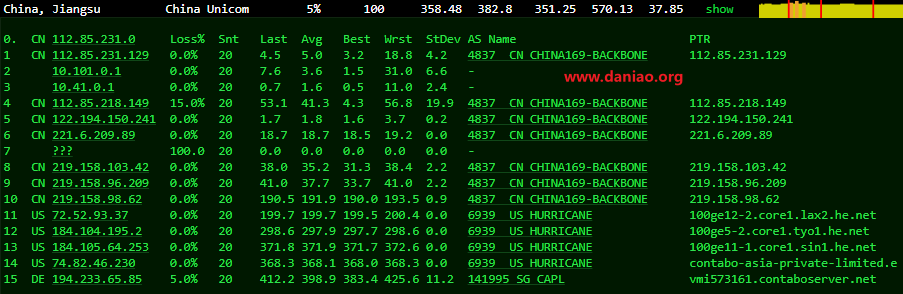 China, Jiangsu China Unicom 5% 100 358.48 382.8 351.25 570.13 37.85 show
0. CN 112.85.231.0 Loss% Snt Last Avg Best Wrst StDev AS Name PTR
1 CN 112.85.231.129 0.0% 20 4.5 5.0 3.2 18.8 4.2 4837 CN CHINA169-BACKBONE 112.85.231.129
2 10.101.0.1 0.0% 20 7.6 3.6 1.5 31.0 6.6 -
www.daniao.org
3 10.41.0.1 0.0% 20 0.7 1.6 0.5 11.0 2.4 -
4 CN 112.85.218.149 15.0% 20 53.1 41.3 4.3 56.8 19.9 4837 CN CHINA169-BACKBONE 112.85.218.149
5 CN 122.194.150.241 0.0% 20 1.7 1.8 1.6 3.7 0.2 4837 CN CHINA169-BACKBONE 122.194.150.241
6 CN 221.6.209.89 0.0% 20 18.7 18.7 18.5 19.2 0.0 4837 CN CHINA169-BACKBONE 221.6.209.89
7 ??? 100.0 20 0.0 0.0 0.0 0.0 0.0 -
8 CN 219.158.103.42 0.0% 20 38.0 35.2 31.3 38.4 2.2 4837 CN CHINA169-BACKBONE 219.158.103.42
9 CN 219.158.96.209 0.0% 20 41.0 37.7 33.7 41.0 2.2 4837 CN CHINA169-BACKBONE 219.158.96.209
10 CN 219.158.98.62 0.0% 20 190.5 191.9 190.0 193.5 0.9 4837 CN CHINA169-BACKBONE 219.158.98.62
11 US 72.52.93.37 0.0% 20 199.7 199.7 199.5 200.4 0.0 6939 US HURRICANE 100ge12-2.core1.lax2.he.net
12 US 184.104.195.2 0.0% 20 298.6 297.9 297.7 298.6 0.0 6939 US HURRICANE 100ge5-2.core1.tyo1.he.net
13 US 184.105.64.253 0.0% 20 371.8 371.9 371.7 372.6 0.0 6939 US HURRICANE 100ge11-1.core1.sin1.he.net
14 US 74.82.46.230 0.0% 20 368.3 368.1 368.0 368.3 0.0 6939 US HURRICANE contabo-asia-private-limited.e
15 DE 194.233.65.85 5.0% 20 412.2 398.9 383.4 425.6 11.2 141995 SG CAPL vmi573161.contaboserver.net